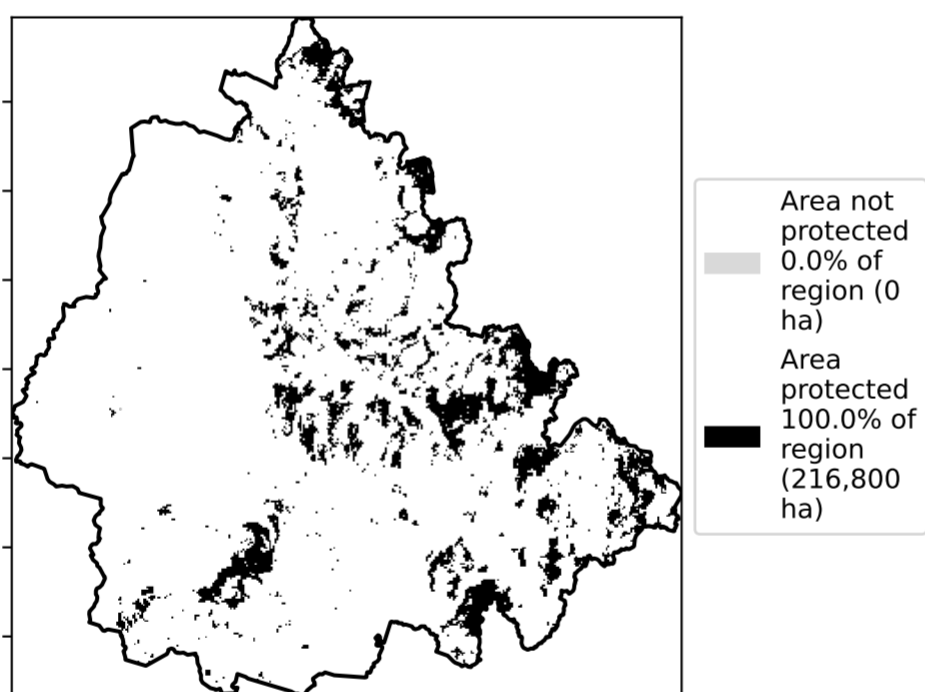 Area not
protected
0.0% of
region (0
ha)
Area
protected
100.0% of
region
(216,800
ha)